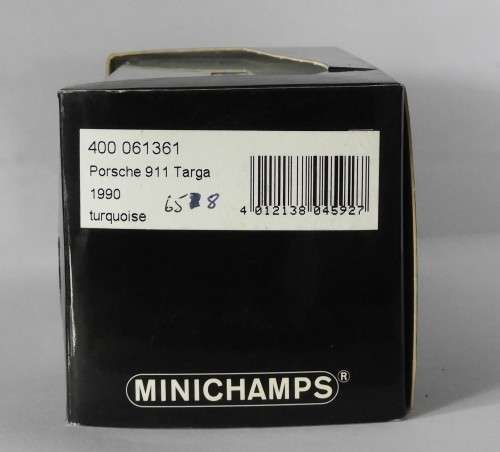 400 061361
Porsche 911 Targa
1990
turquoise
4 012138 045927
MINICHAMPS®